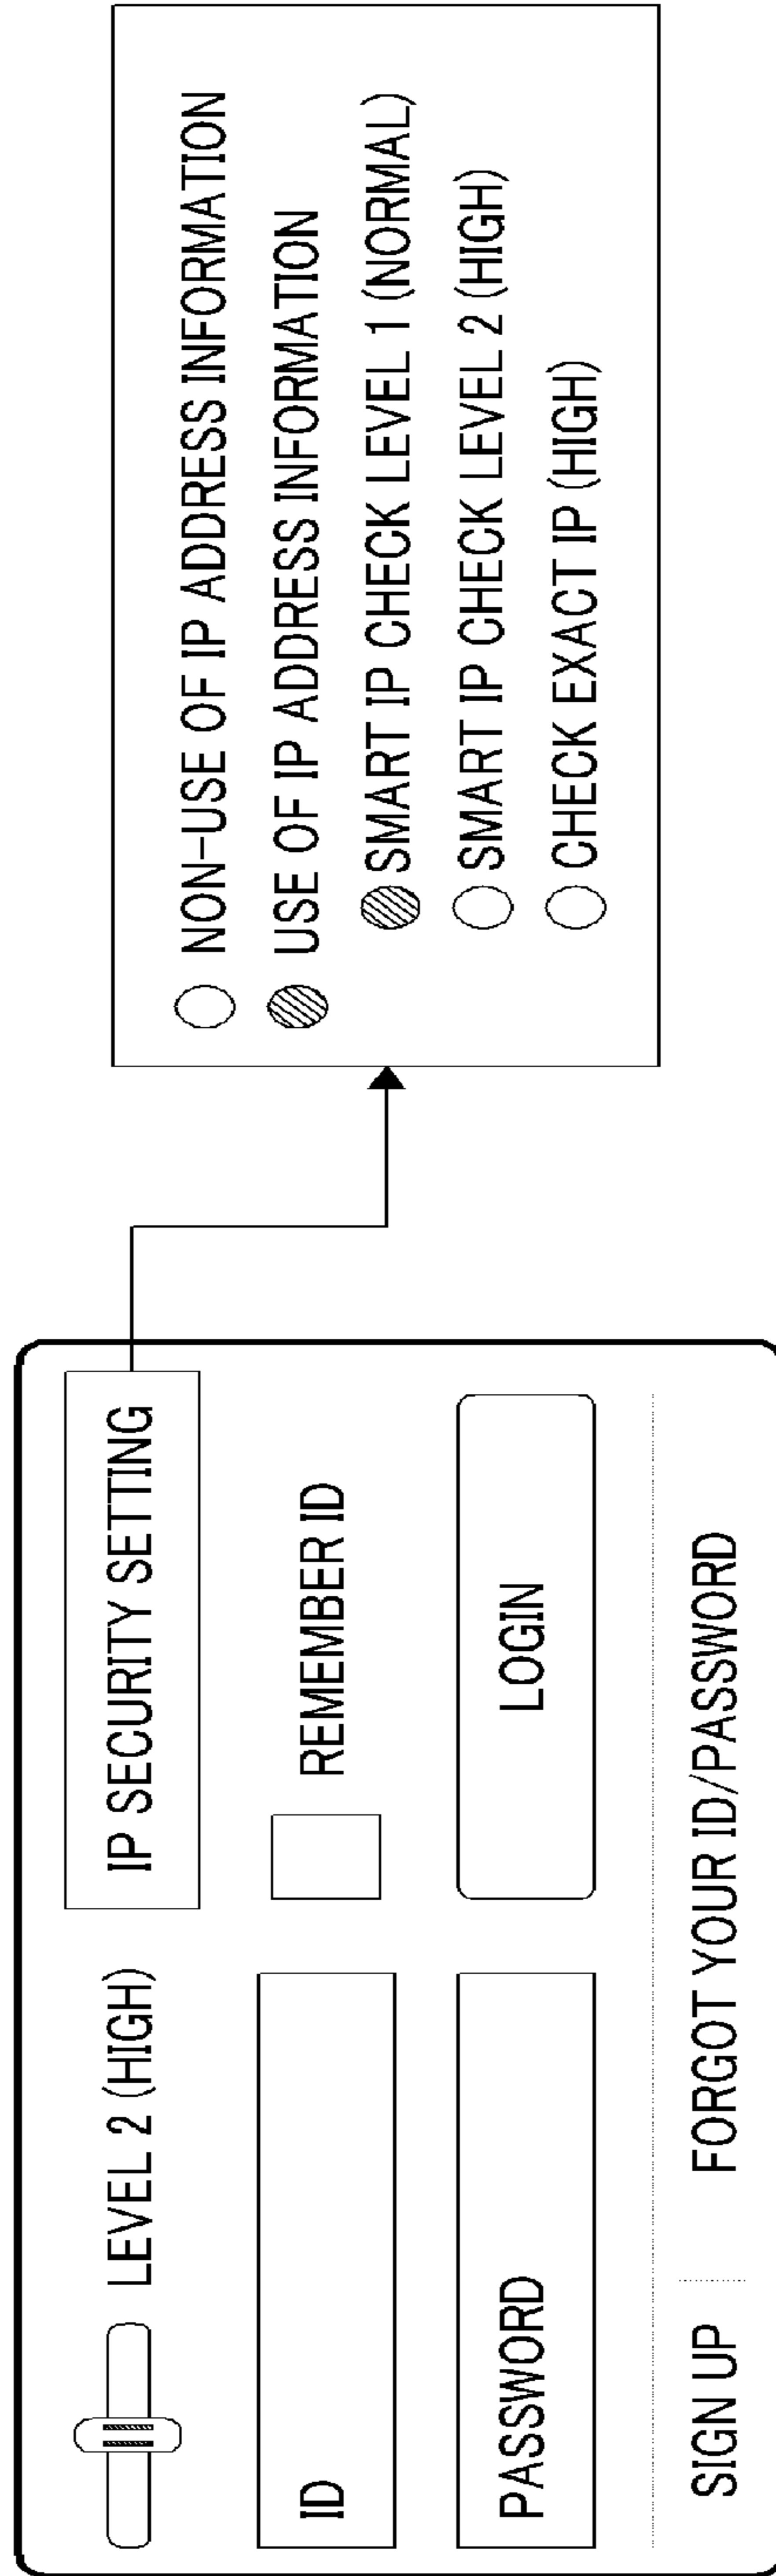 LEVEL 2 (HIGH)
IP SECURITY SETTING
ID
REMEMBER ID
PASSWORD
LOGIN
SIGN UP
FORGOT YOUR ID/PASSWORD
NON-USE OF IP ADDRESS INFORMATION
USE OF IP ADDRESS INFORMATION
SMART IP CHECK LEVEL 1 (NORMAL)
SMART IP CHECK LEVEL 2 (HIGH)
CHECK EXACT IP (HIGH)